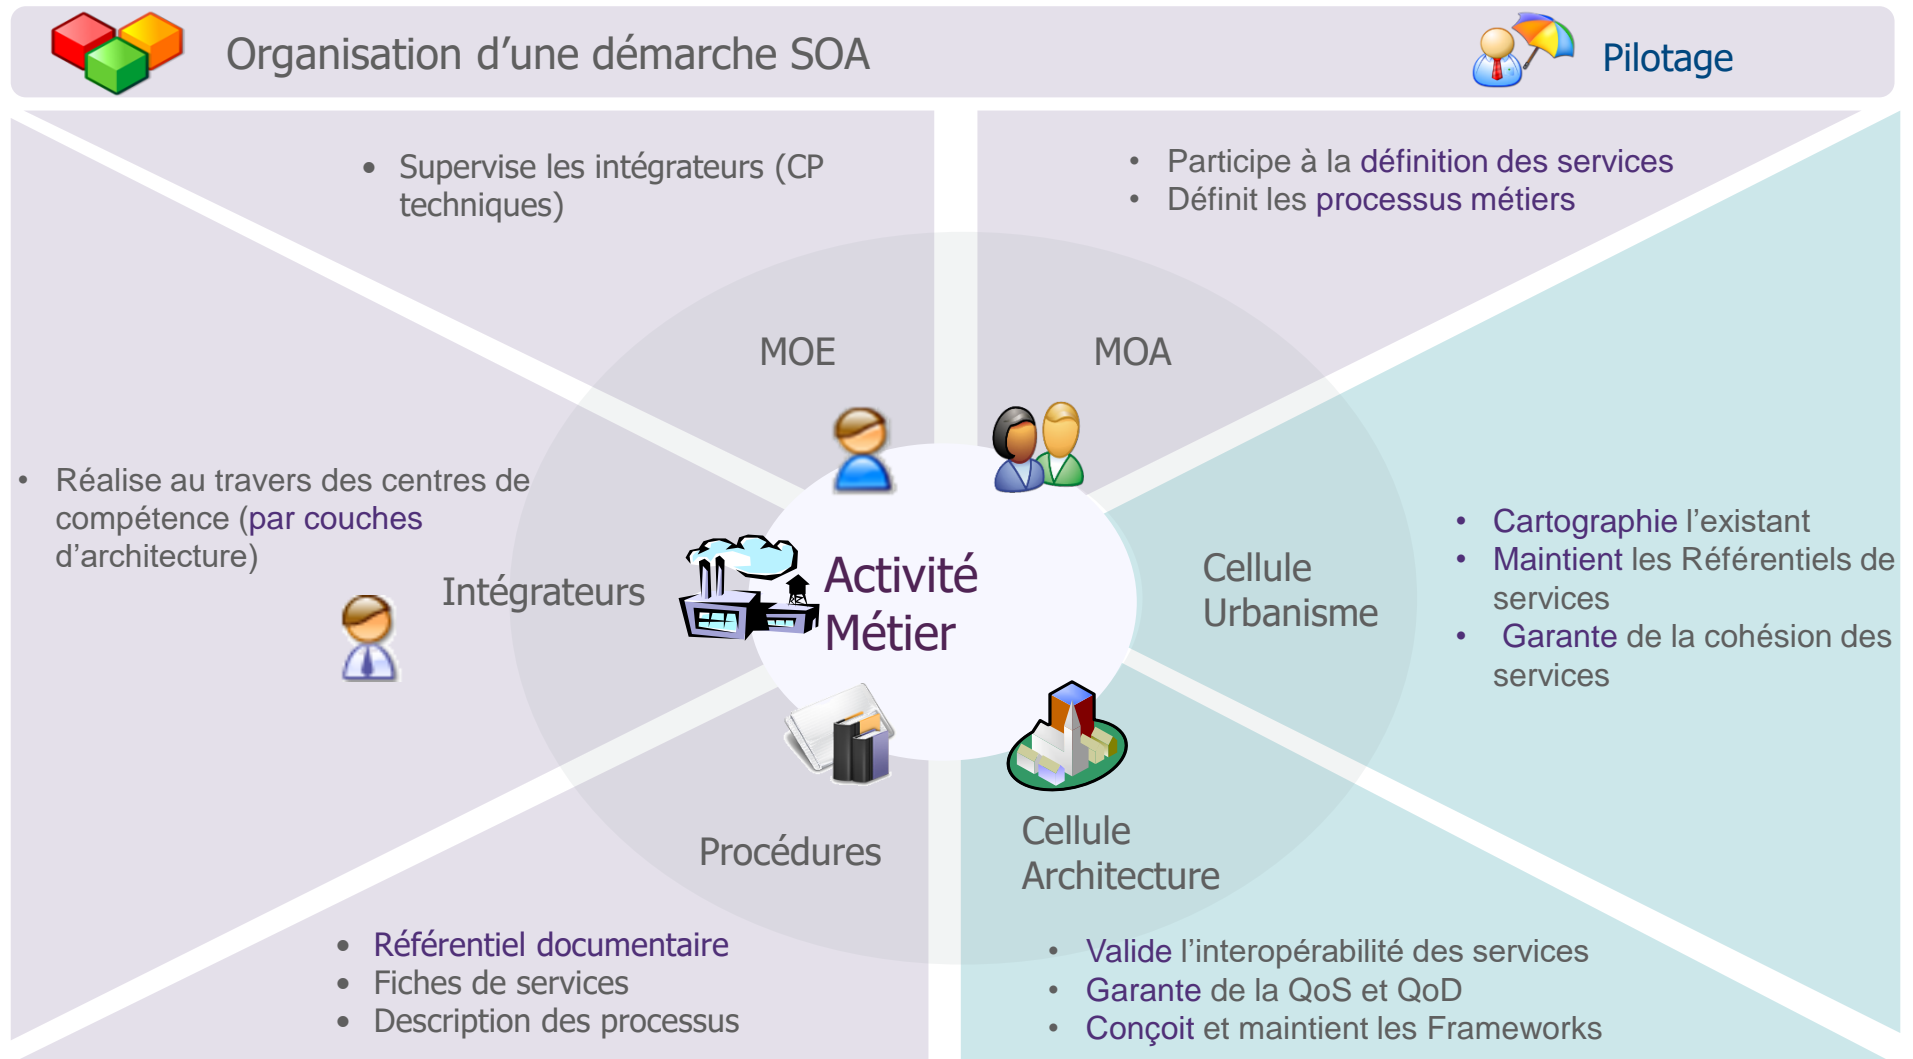 Organisation d’une démarche SOA
Pilotage
• Supervise les intégrateurs (CP
techniques)
• Participe à la définition des services
• Définit les processus métiers
MOE
MOA
• Réalise au travers des centres de
compétence (par couches
d’architecture)
Intégrateurs
Activité
Métier
Cellule
Urbanisme
• Cartographie l’existant
• Maintient les Référentiels de
services
• Garante de la cohésion des
services
Procédures
Cellule
Architecture
• Référentiel documentaire
• Fiches de services
• Description des processus
• Valide l’interopérabilité des services
• Garante de la QoS et QoD
• Conçoit et maintient les Frameworks